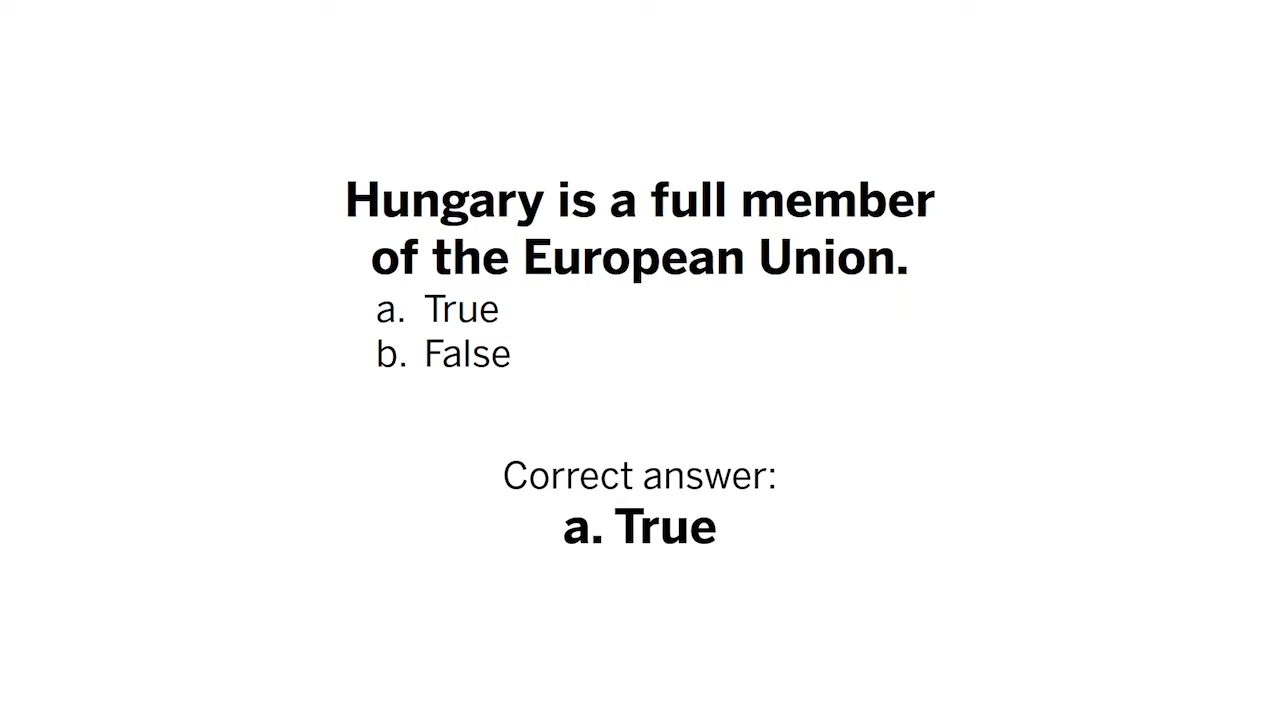 Hungary is a full member
of the European Union.
a. True
b. False
Correct answer:
a. True